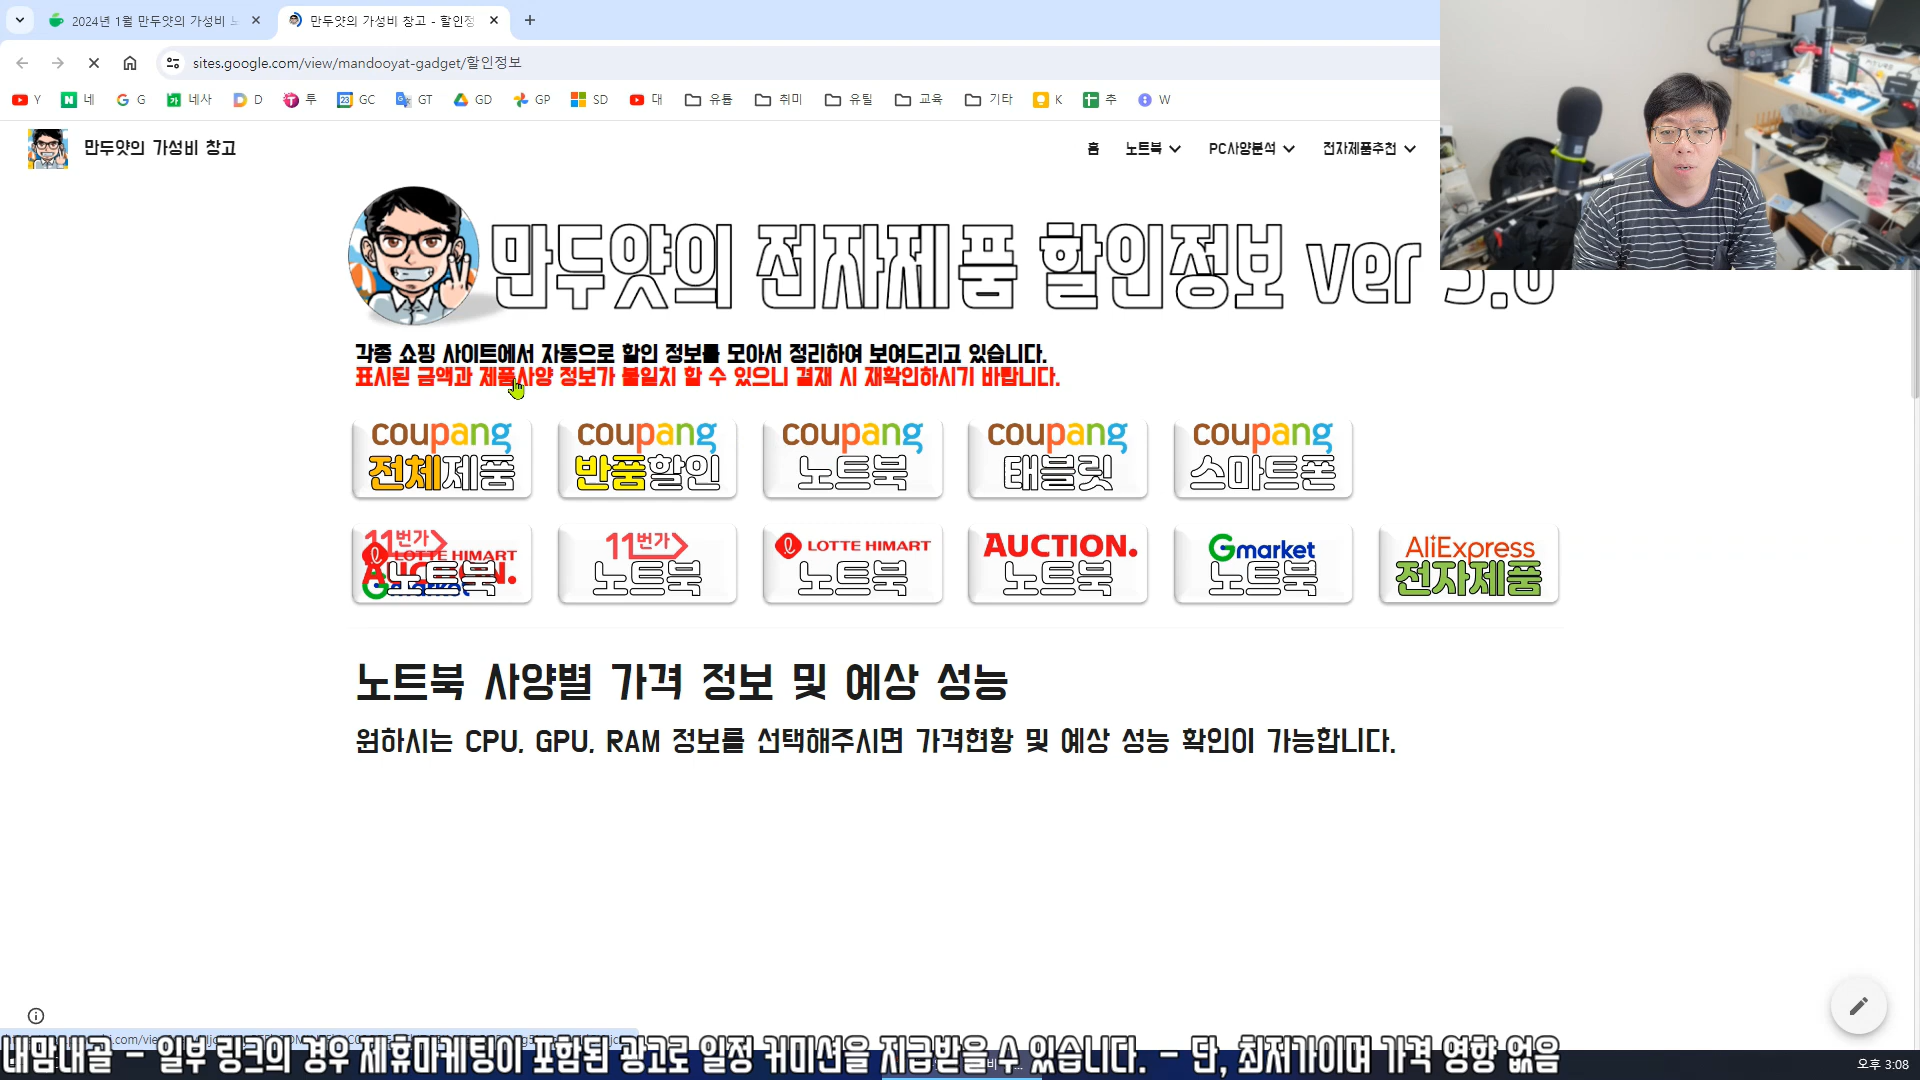 2024년 1월 만두얏의 가성비 노
만두얏의 가성비 창고 - 할인정
sites.google.com/view/mandooyat-gadget/할인정보
Y 네 G 네사 D 투 GC GT GD GP SD 대 유튭 취미 유틸 교육 기타 K 추 W
만두얏의 가성비 창고
홈 노트북 PC사양분석 전자제품추천
만두얏의 전자제품 할인정보 ver 3.0
각종 쇼핑 사이트에서 자동으로 할인 정보를 모아서 정리하여 보여드리고 있습니다.
표시된 금액과 제품사양 정보가 불일치 할 수 있으니 결재 시 재확인하시기 바랍니다.
coupang 전체제품
coupang 반품할인
coupang 노트북
coupang 태블릿
coupang 스마트폰
11번가 LOTTE HIMART AUCTION. Gmarket 노트북
11번가 노트북
LOTTE HIMART 노트북
AUCTION. 노트북
Gmarket 노트북
AliExpress 전자제품
노트북 사양별 가격 정보 및 예상 성능
원하시는 CPU, GPU, RAM 정보를 선택해주시면 가격현황 및 예상 성능 확인이 가능합니다.
내맘대골 - 일부 링크의 경우 제휴마케팅이 포함된 광고로 일정 커미션을 지급받을 수 있습니다. - 단, 최저가이며 가격 영향 없음
오후 3:08